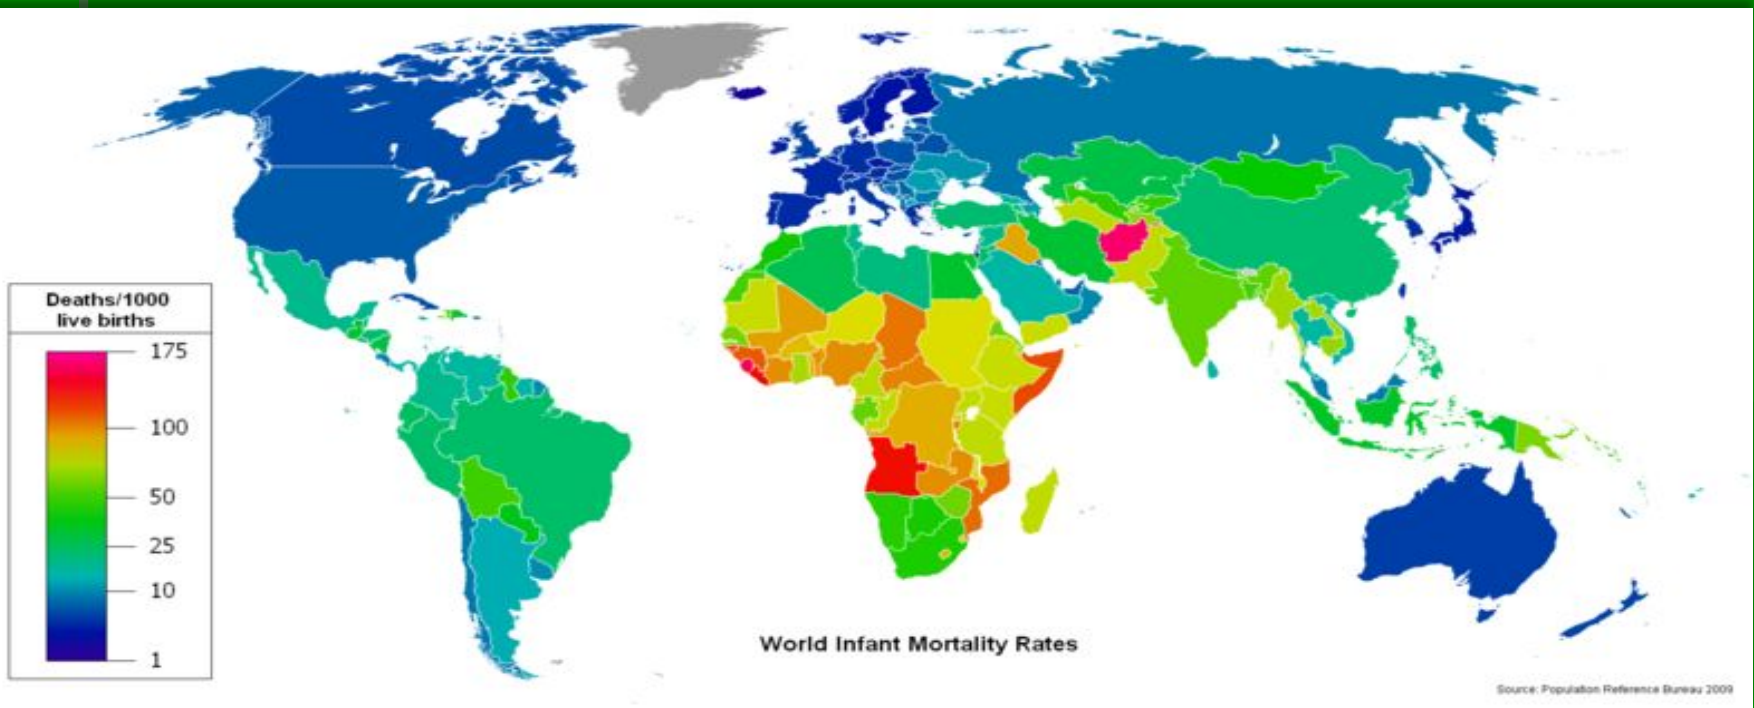 Deaths/1000
live births
175
100
50
25
10
1
World Infant Mortality Rates
Source: Population Reference Bureau 2009